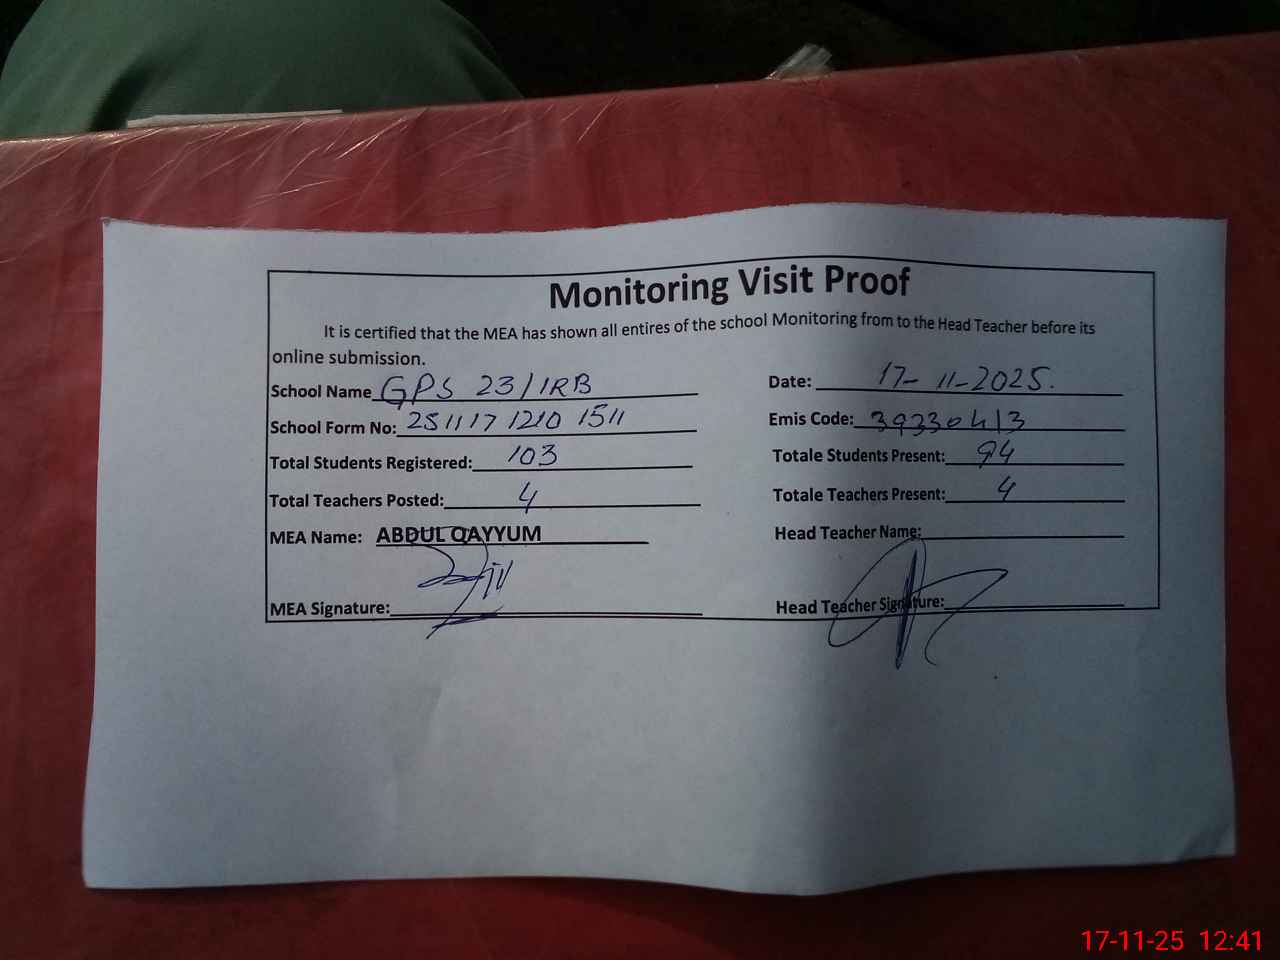 Monitoring Visit Proof
It is certified that the MEA has shown all entires of the school Monitoring from to the Head Teacher before its
online submission.
School Name GPS 23/1RB Date: 17-11-2025.
School Form No: 251117 1210 1511 Emis Code: 39330413
Total Students Registered: 103 Totale Students Present: 94
Total Teachers Posted: 4 Totale Teachers Present: 4
MEA Name: ABDUL QAYYUM Head Teacher Name:
MEA Signature: Head Teacher Signature:
17-11-25 12:41